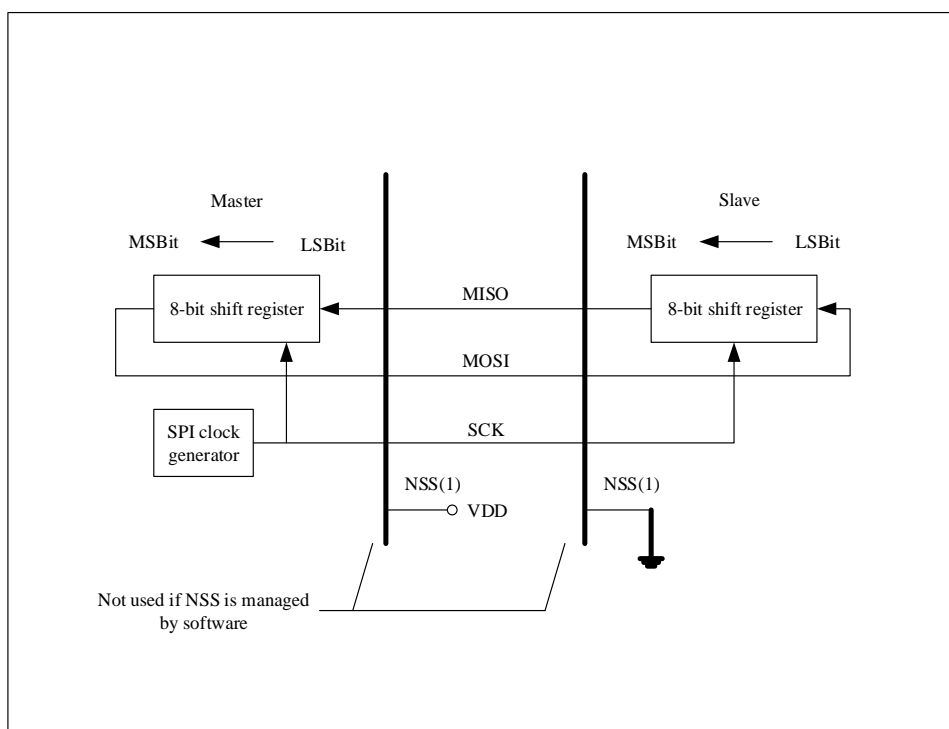 Master
Slave
MSBit
LSBit
MSBit
LSBit
8-bit shift register
MISO
8-bit shift register
MOSI
SPI clock
generator
SCK
NSS(1)
NSS(1)
VDD
Not used if NSS is managed
by software